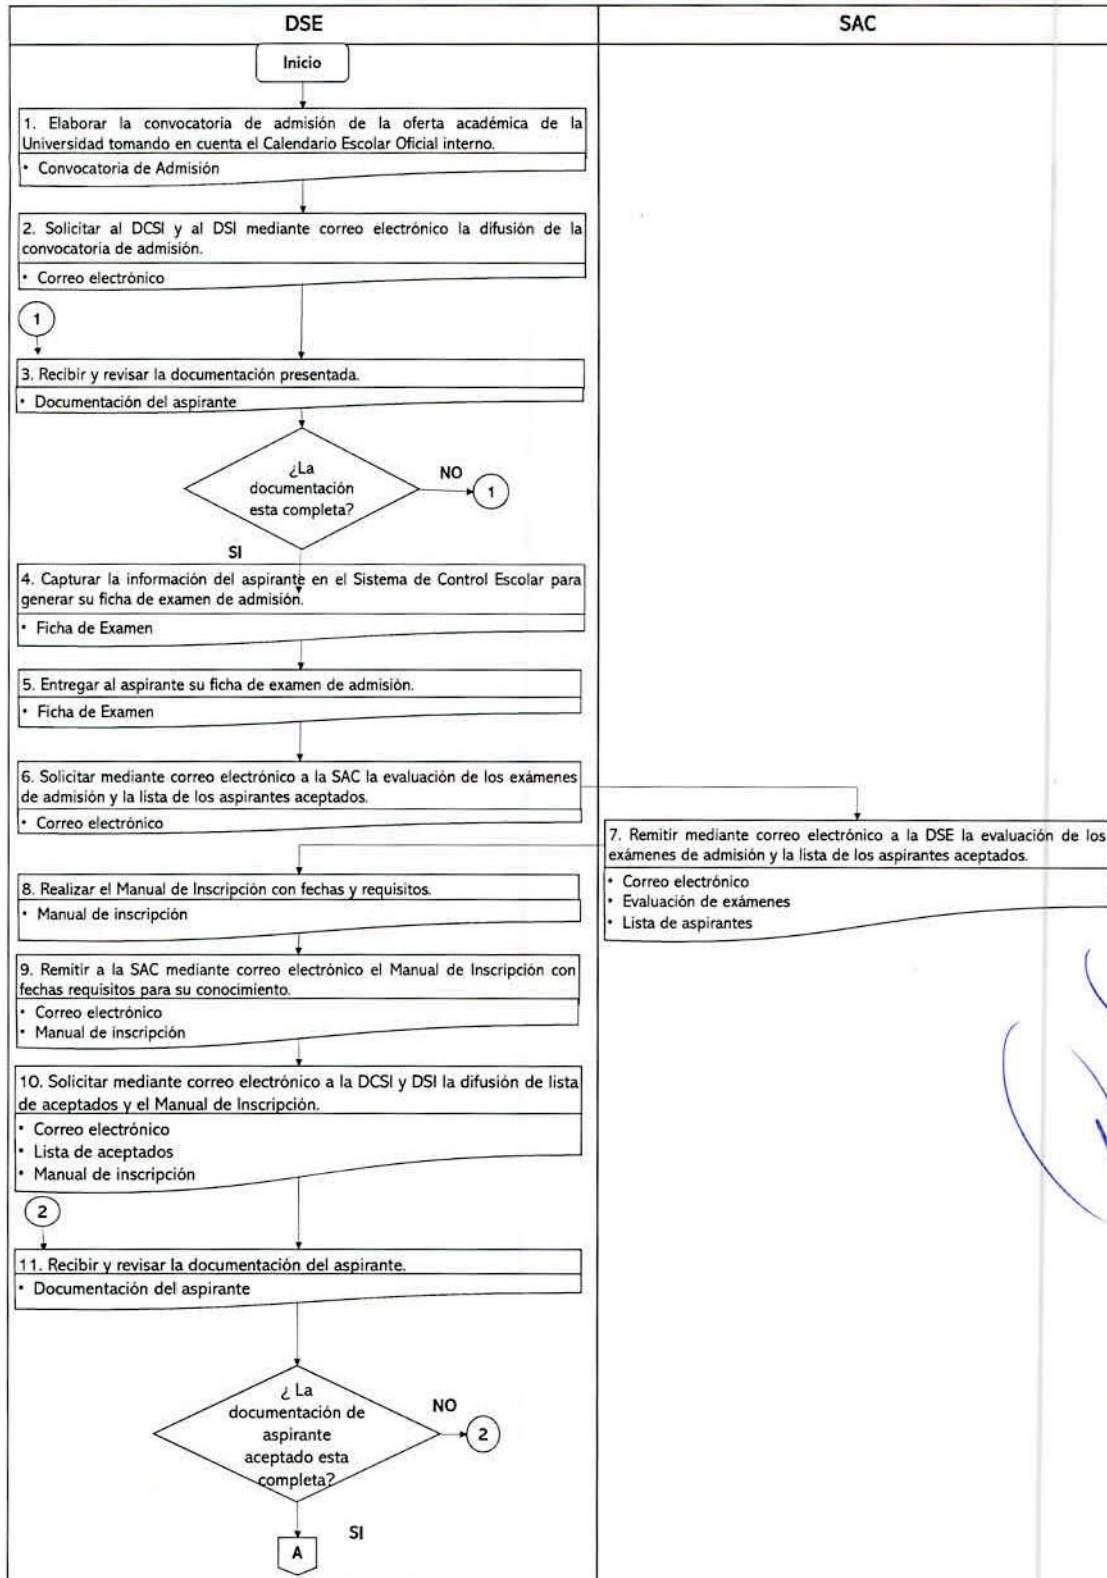 DSE
SAC
Inicio
1. Elaborar la convocatoria de admisión de la oferta académica de la
Universidad tomando en cuenta el Calendario Escolar Oficial interno.
• Convocatoria de Admisión
2. Solicitar al DCSI y al DSI mediante correo electrónico la difusión de la
convocatoria de admisión.
• Correo electrónico
1
3. Recibir y revisar la documentación presentada.
• Documentación del aspirante
¿La
documentación
esta completa?
NO
1
SI
4. Capturar la información del aspirante en el Sistema de Control Escolar para
generar su ficha de examen de admisión.
• Ficha de Examen
5. Entregar al aspirante su ficha de examen de admisión.
• Ficha de Examen
6. Solicitar mediante correo electrónico a la SAC la evaluación de los exámenes
de admisión y la lista de los aspirantes aceptados.
• Correo electrónico
7. Remitir mediante correo electrónico a la DSE la evaluación de los
exámenes de admisión y la lista de los aspirantes aceptados.
• Correo electrónico
• Evaluación de exámenes
• Lista de aspirantes
8. Realizar el Manual de Inscripción con fechas y requisitos.
• Manual de inscripción
9. Remitir a la SAC mediante correo electrónico el Manual de Inscripción con
fechas requisitos para su conocimiento.
• Correo electrónico
• Manual de inscripción
10. Solicitar mediante correo electrónico a la DCSI y DSI la difusión de lista
de aceptados y el Manual de Inscripción.
• Correo electrónico
• Lista de aceptados
• Manual de inscripción
2
11. Recibir y revisar la documentación del aspirante.
• Documentación del aspirante
¿ La
documentación de
aspirante
aceptado esta
completa?
NO
2
SI
A